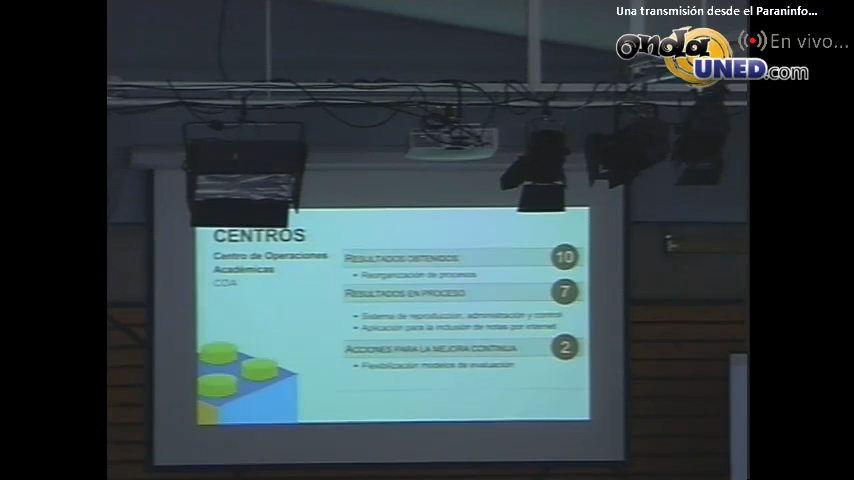 Una transmisión desde el Paraninfo...
onda
UNED.com
En vivo...
CENTROS
Centro de Operaciones
Académicas
COA
RESULTADOS OBTENIDOS
10
• Reorganización de procesos
RESULTADOS EN PROCESO
7
• Sistema de reproducción, administración y control
• Aplicación para la inclusión de notas por internet
ACCIONES PARA LA MEJORA CONTINUA
2
• Flexibilización modelos de evaluación